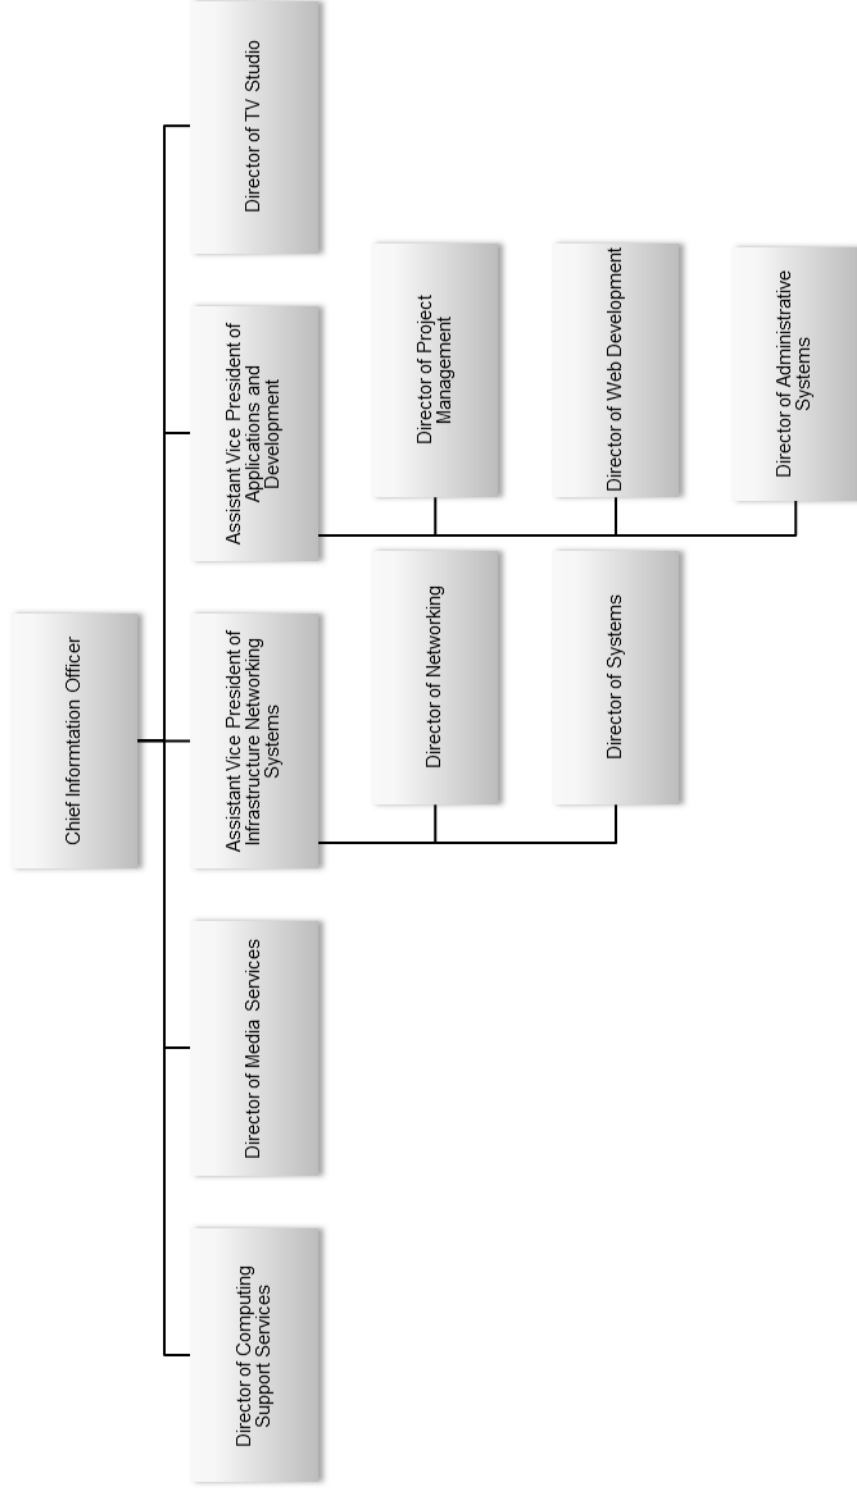 Chief Informtation Officer
Director of Computing
Support Services
Director of Media Services
Assistant Vice President of
Infrastructure Networking
Systems
Director of Networking
Director of Systems
Assistant Vice President of
Applications and
Development
Director of Project
Management
Director of Web Development
Director of Administrative
Systems
Director of TV Studio